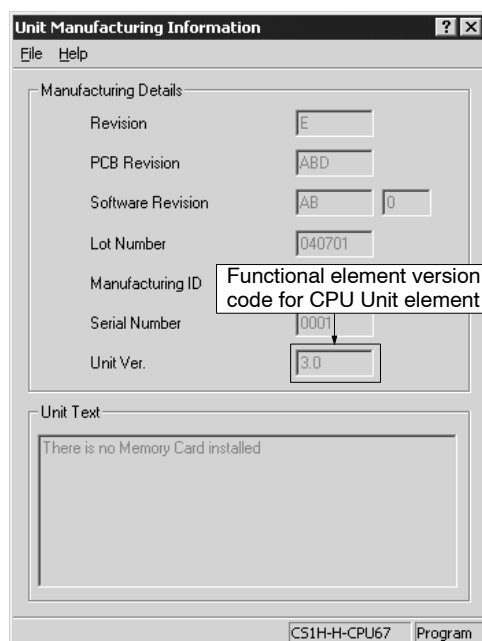 Unit Manufacturing Information
File Help
Manufacturing Details
Revision E
PCB Revision ABD
Software Revision AB 0
Lot Number 040701
Manufacturing ID
Functional element version
code for CPU Unit element
Serial Number 0001
Unit Ver. 3.0
Unit Text
There is no Memory Card installed
CS1H-H-CPU67 Program